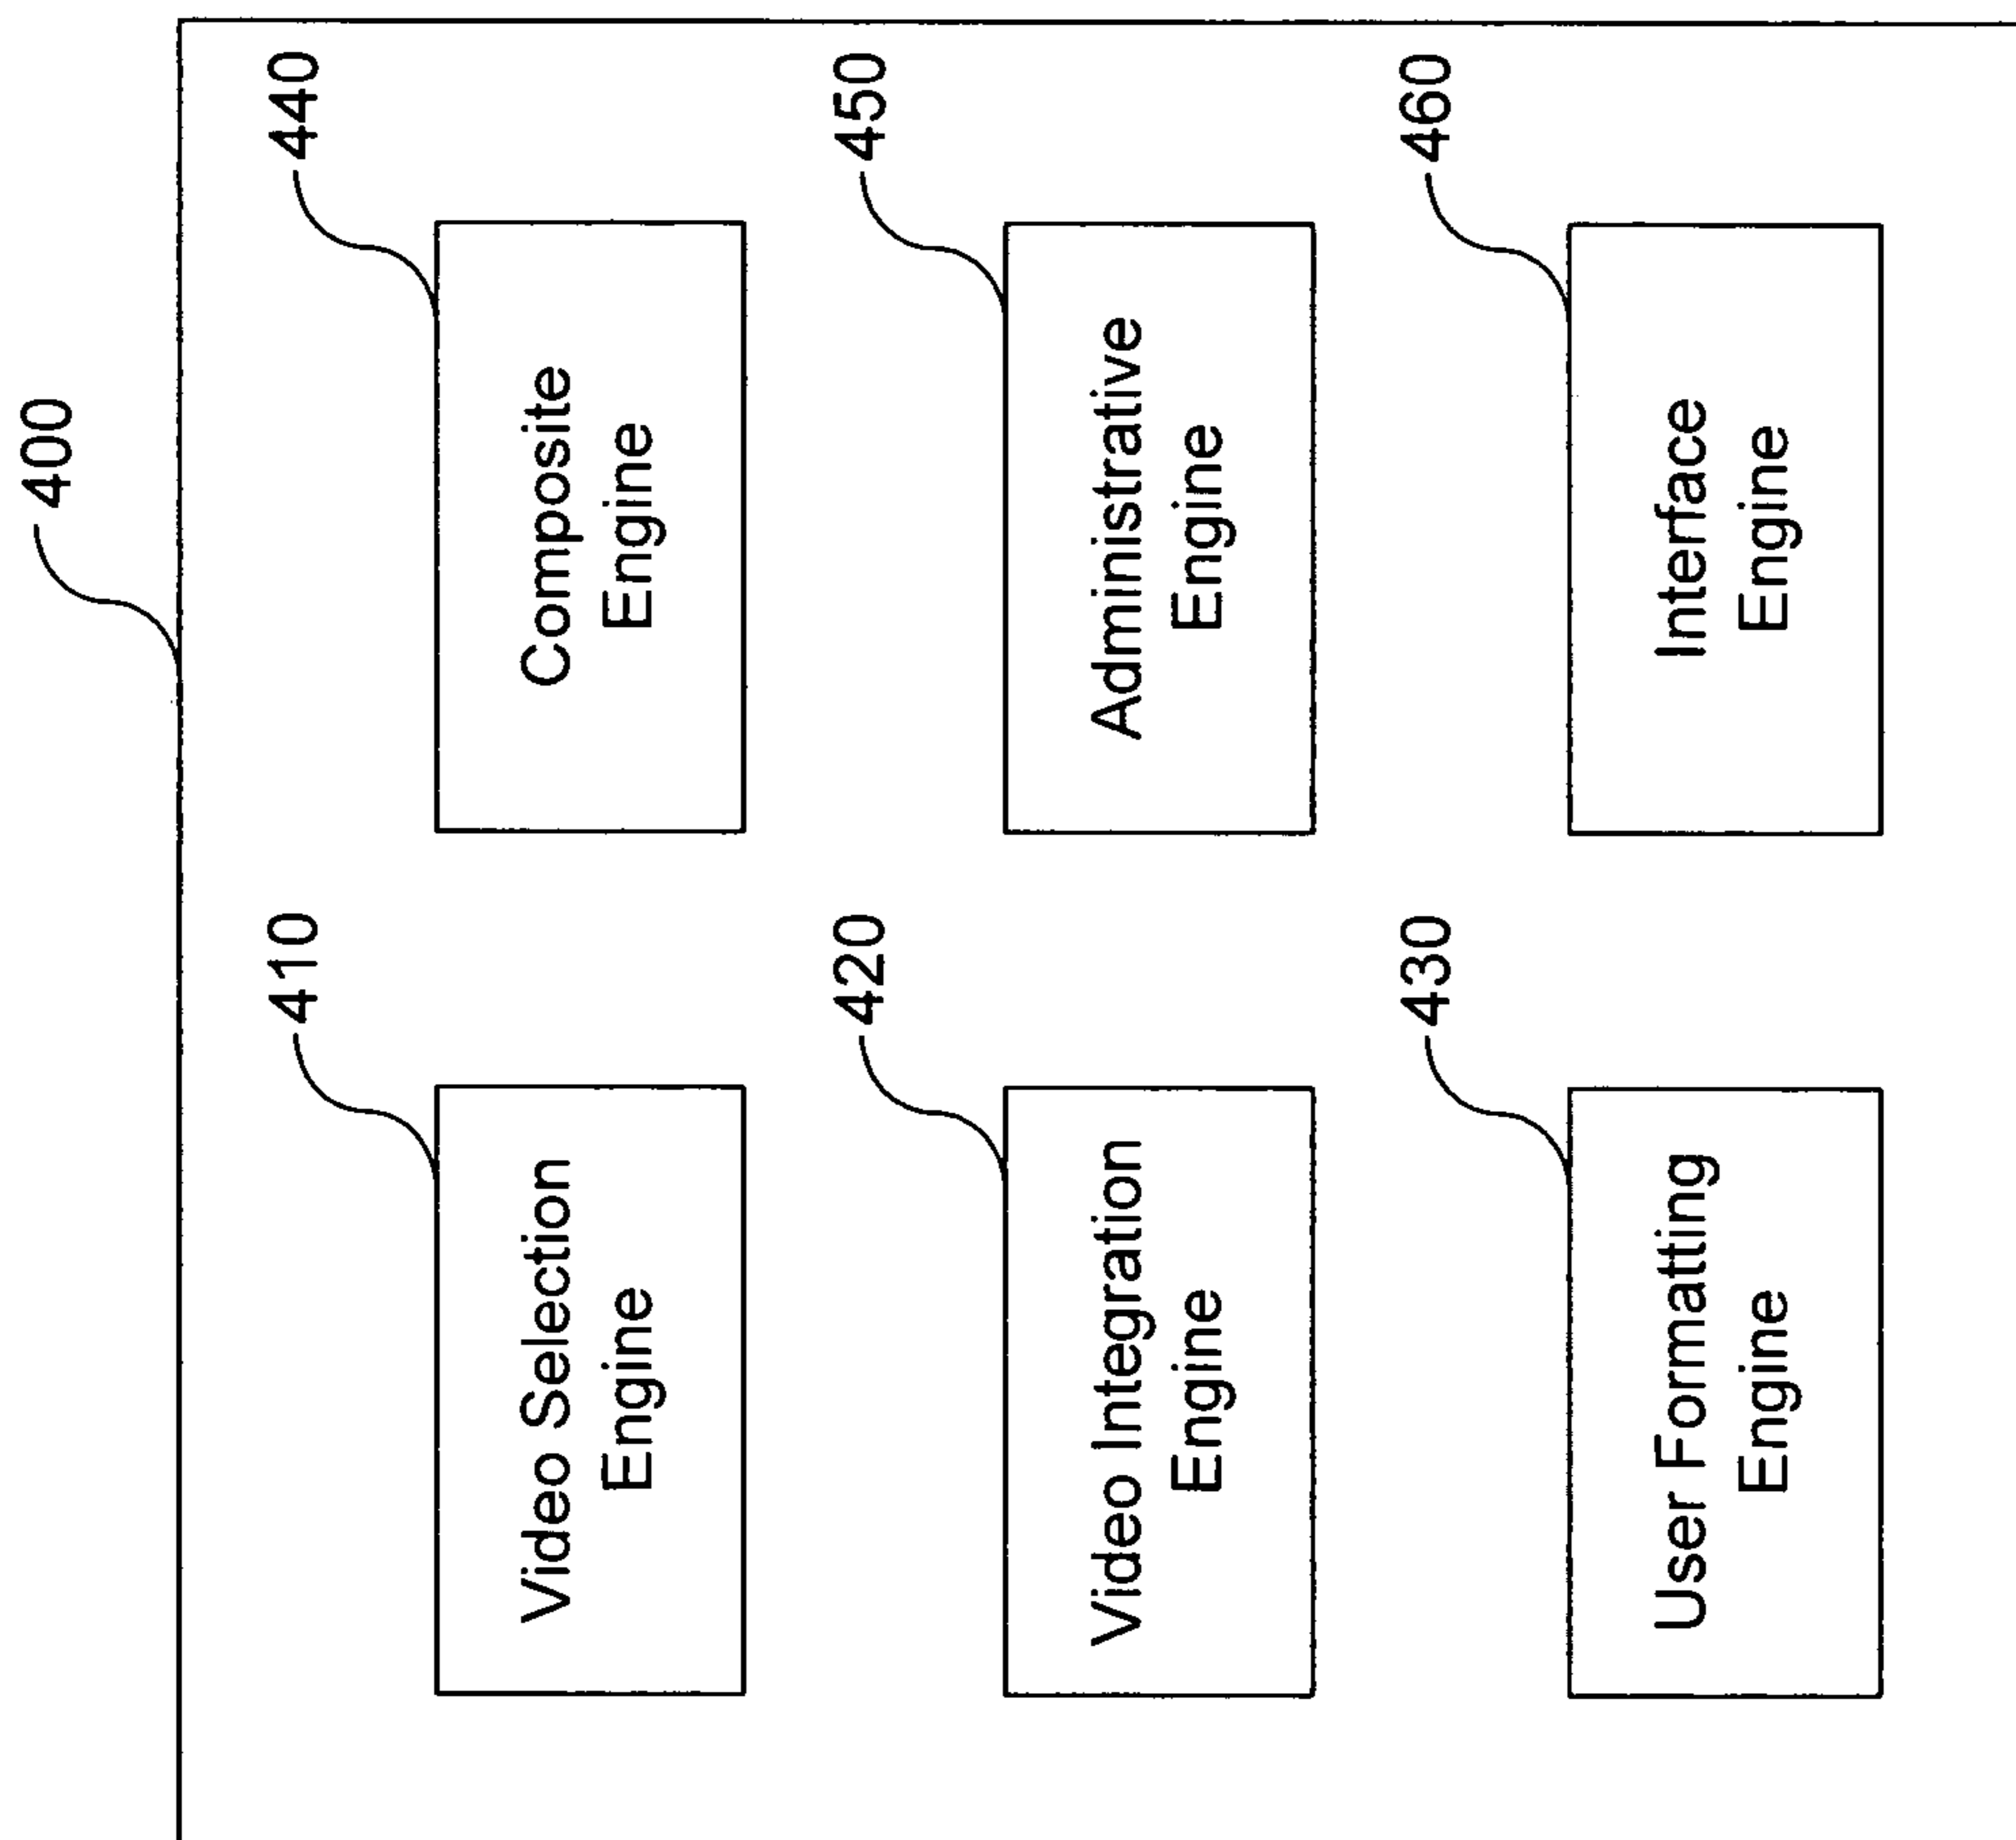 400
410
440
Video Selection
Engine
Composite
Engine
420
450
Video Integration
Engine
Administrative
Engine
430
460
User Formatting
Engine
Interface
Engine